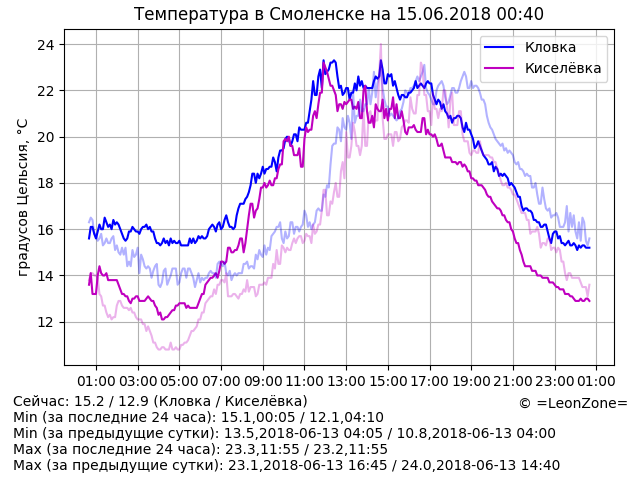 Температура в Смоленске на 15.06.2018 00:40
градусов Цельсия, °C
24
22
20
18
16
14
12
Кловка
Киселёвка
01:00 03:00 05:00 07:00 09:00 11:00 13:00 15:00 17:00 19:00 21:00 23:00 01:00
Сейчас: 15.2 / 12.9 (Кловка / Киселёвка)
© =LeonZone=
Min (за последние 24 часа): 15.1,00:05 / 12.1,04:10
Min (за предыдущие сутки): 13.5,2018-06-13 04:05 / 10.8,2018-06-13 04:00
Max (за последние 24 часа): 23.3,11:55 / 23.2,11:55
Max (за предыдущие сутки): 23.1,2018-06-13 16:45 / 24.0,2018-06-13 14:40